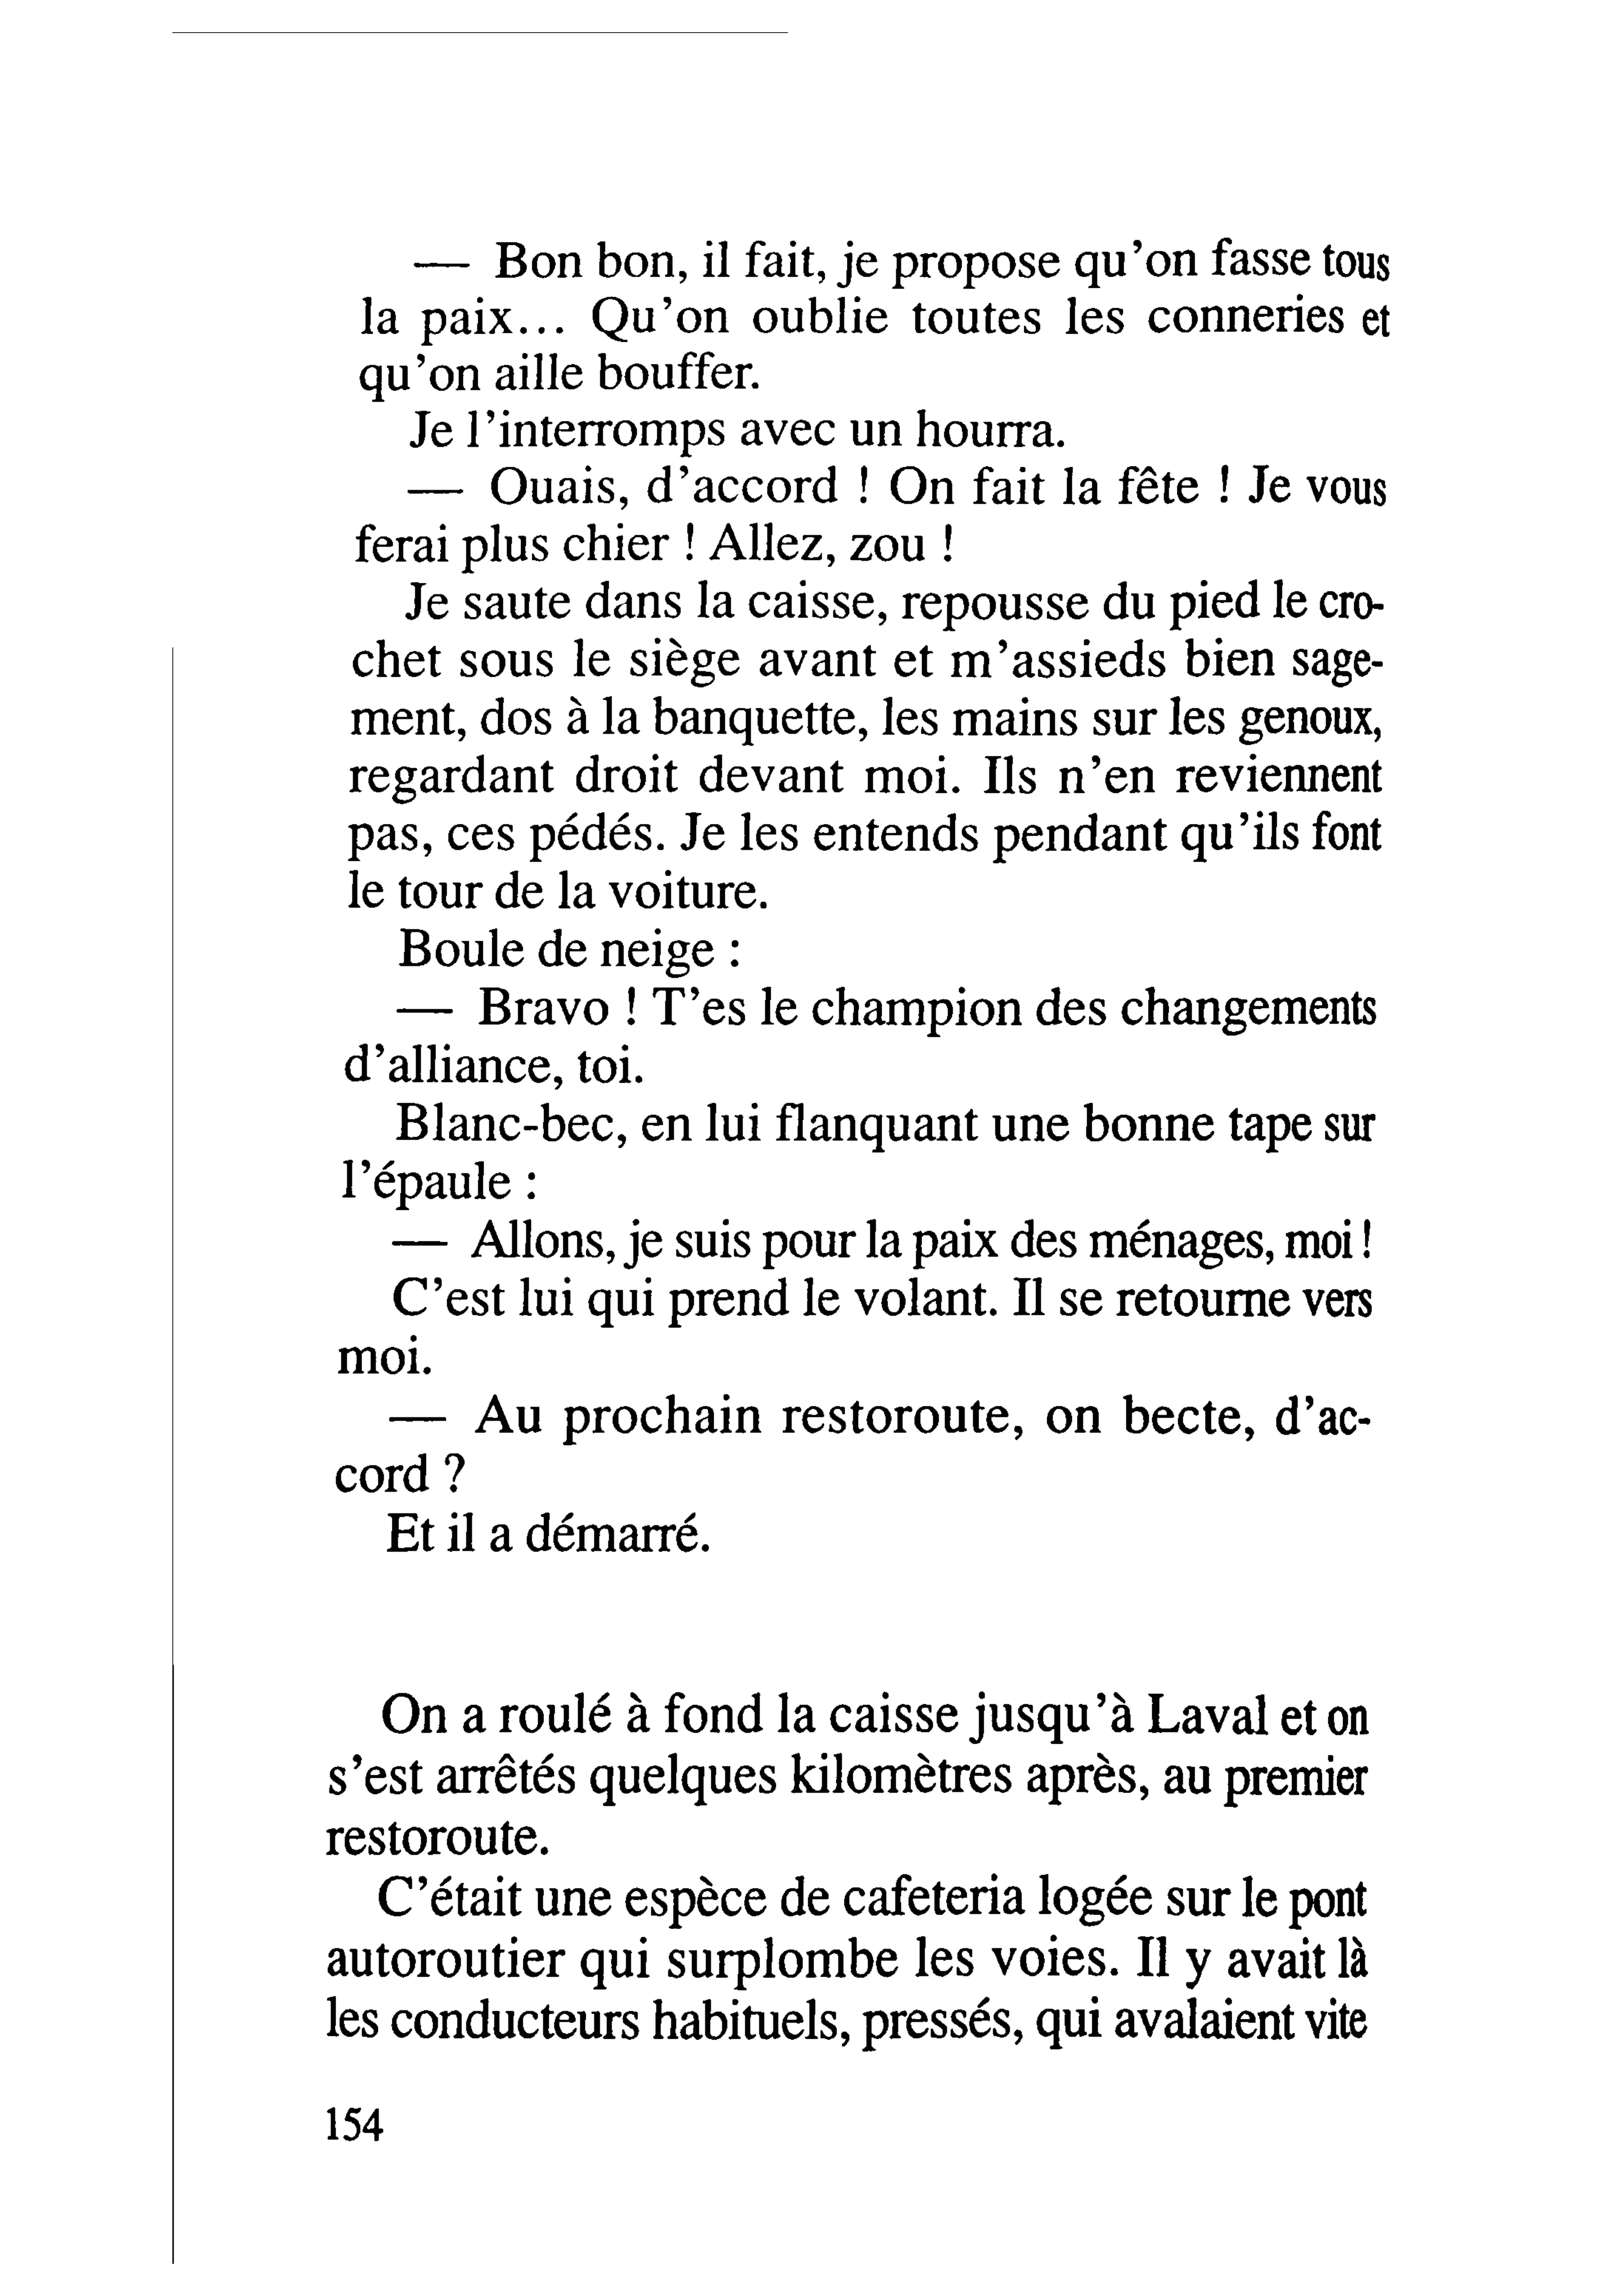 — Bon bon, il fait, je propose qu'on fasse tous
la paix... Qu'on oublie toutes les conneries et
qu'on aille bouffer.
Je l'interromps avec un hourra.
— Ouais, d'accord ! On fait la fête ! Je vous
ferai plus chier ! Allez, zou !
Je saute dans la caisse, repousse du pied le cro-
chet sous le siège avant et m'assieds bien sage-
ment, dos à la banquette, les mains sur les genoux,
regardant droit devant moi. Ils n'en reviennent
pas, ces pédés. Je les entends pendant qu'ils font
le tour de la voiture.
Boule de neige :
— Bravo ! T'es le champion des changements
d'alliance, toi.
Blanc-bec, en lui flanquant une bonne tape sur
l'épaule :
— Allons, je suis pour la paix des ménages, moi !
C'est lui qui prend le volant. Il se retourne vers
moi.
— Au prochain restoroute, on becte, d'ac-
cord ?
Et il a démarré.
On a roulé à fond la caisse jusqu'à Laval et on
s'est arrêtés quelques kilomètres après, au premier
restoroute.
C'était une espèce de cafeteria logée sur le pont
autoroutier qui surplombe les voies. Il y avait là
les conducteurs habituels, pressés, qui avalaient vite
154